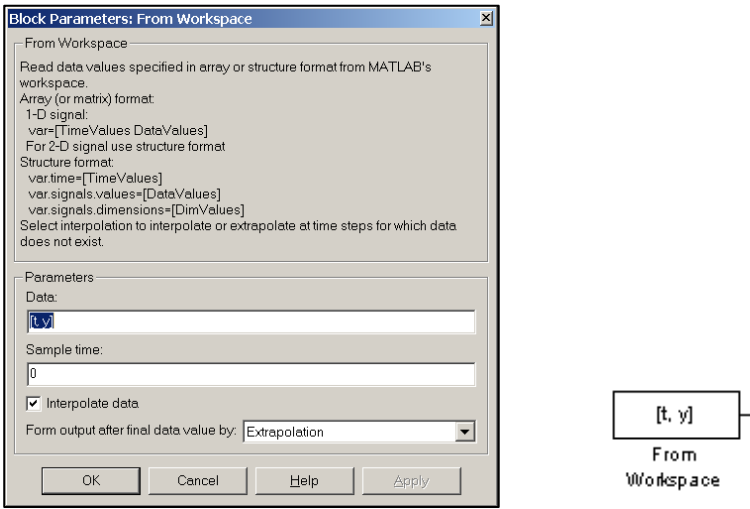 Block Parameters: From Workspace
From Workspace
Read data values specified in array or structure format from MATLAB's
workspace.
Array (or matrix) format:
1-D signal:
var=[TimeValues DataValues]
For 2-D signal use structure format
Structure format:
var.time=[TimeValues]
var.signals.values=[DataValues]
var.signals.dimensions=[DimValues]
Select interpolation to interpolate or extrapolate at time steps for which data
does not exist.
Parameters
Data:
[t,y]
Sample time:
0
Interpolate data
Form output after final data value by: Extrapolation
OK Cancel Help Apply
[t, y]
From
Workspace